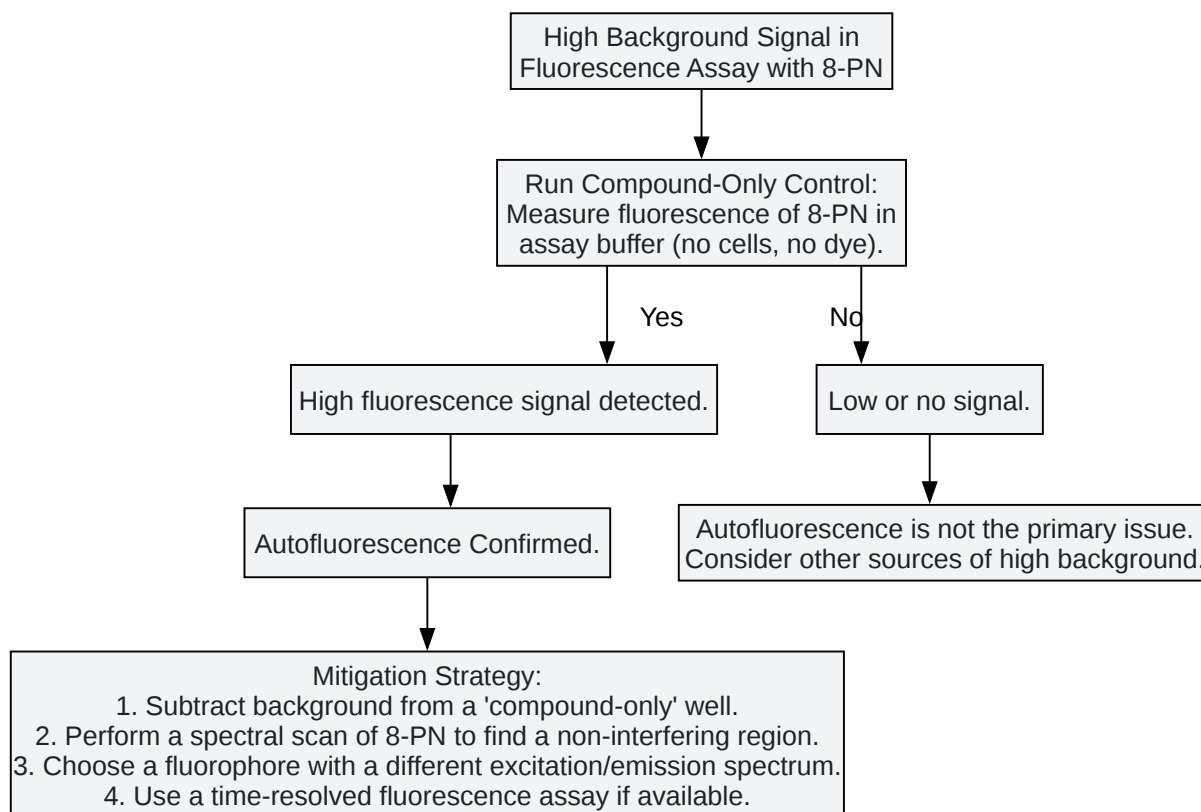 High Background Signal in
Fluorescence Assay with 8-PN
Run Compound-Only Control:
Measure fluorescence of 8-PN in
assay buffer (no cells, no dye).
Yes
No
High fluorescence signal detected.
Low or no signal.
Autofluorescence Confirmed.
Autofluorescence is not the primary issue.
Consider other sources of high background.
Mitigation Strategy:
1. Subtract background from a 'compound-only' well.
2. Perform a spectral scan of 8-PN to find a non-interfering region.
3. Choose a fluorophore with a different excitation/emission spectrum.
4. Use a time-resolved fluorescence assay if available.